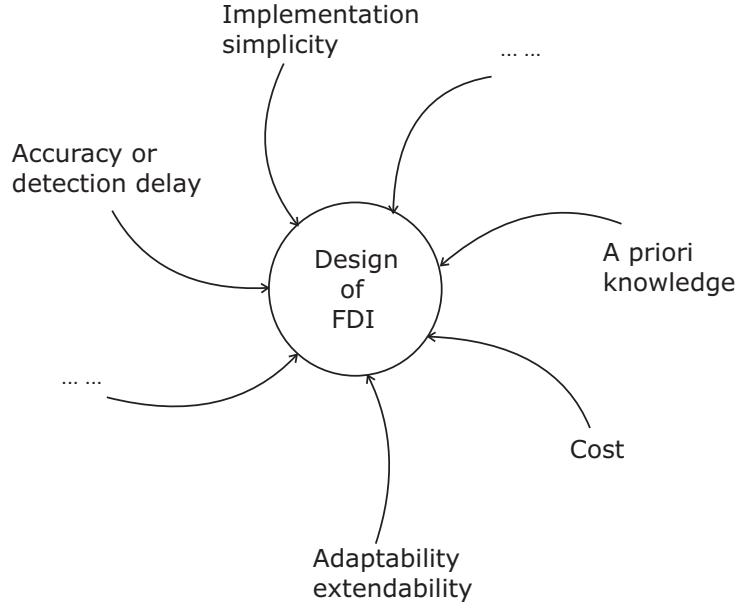 Implementation
simplicity
... ...
Accuracy or
detection delay
Design
of
FDI
A priori
knowledge
... ...
Cost
Adaptability
extendability